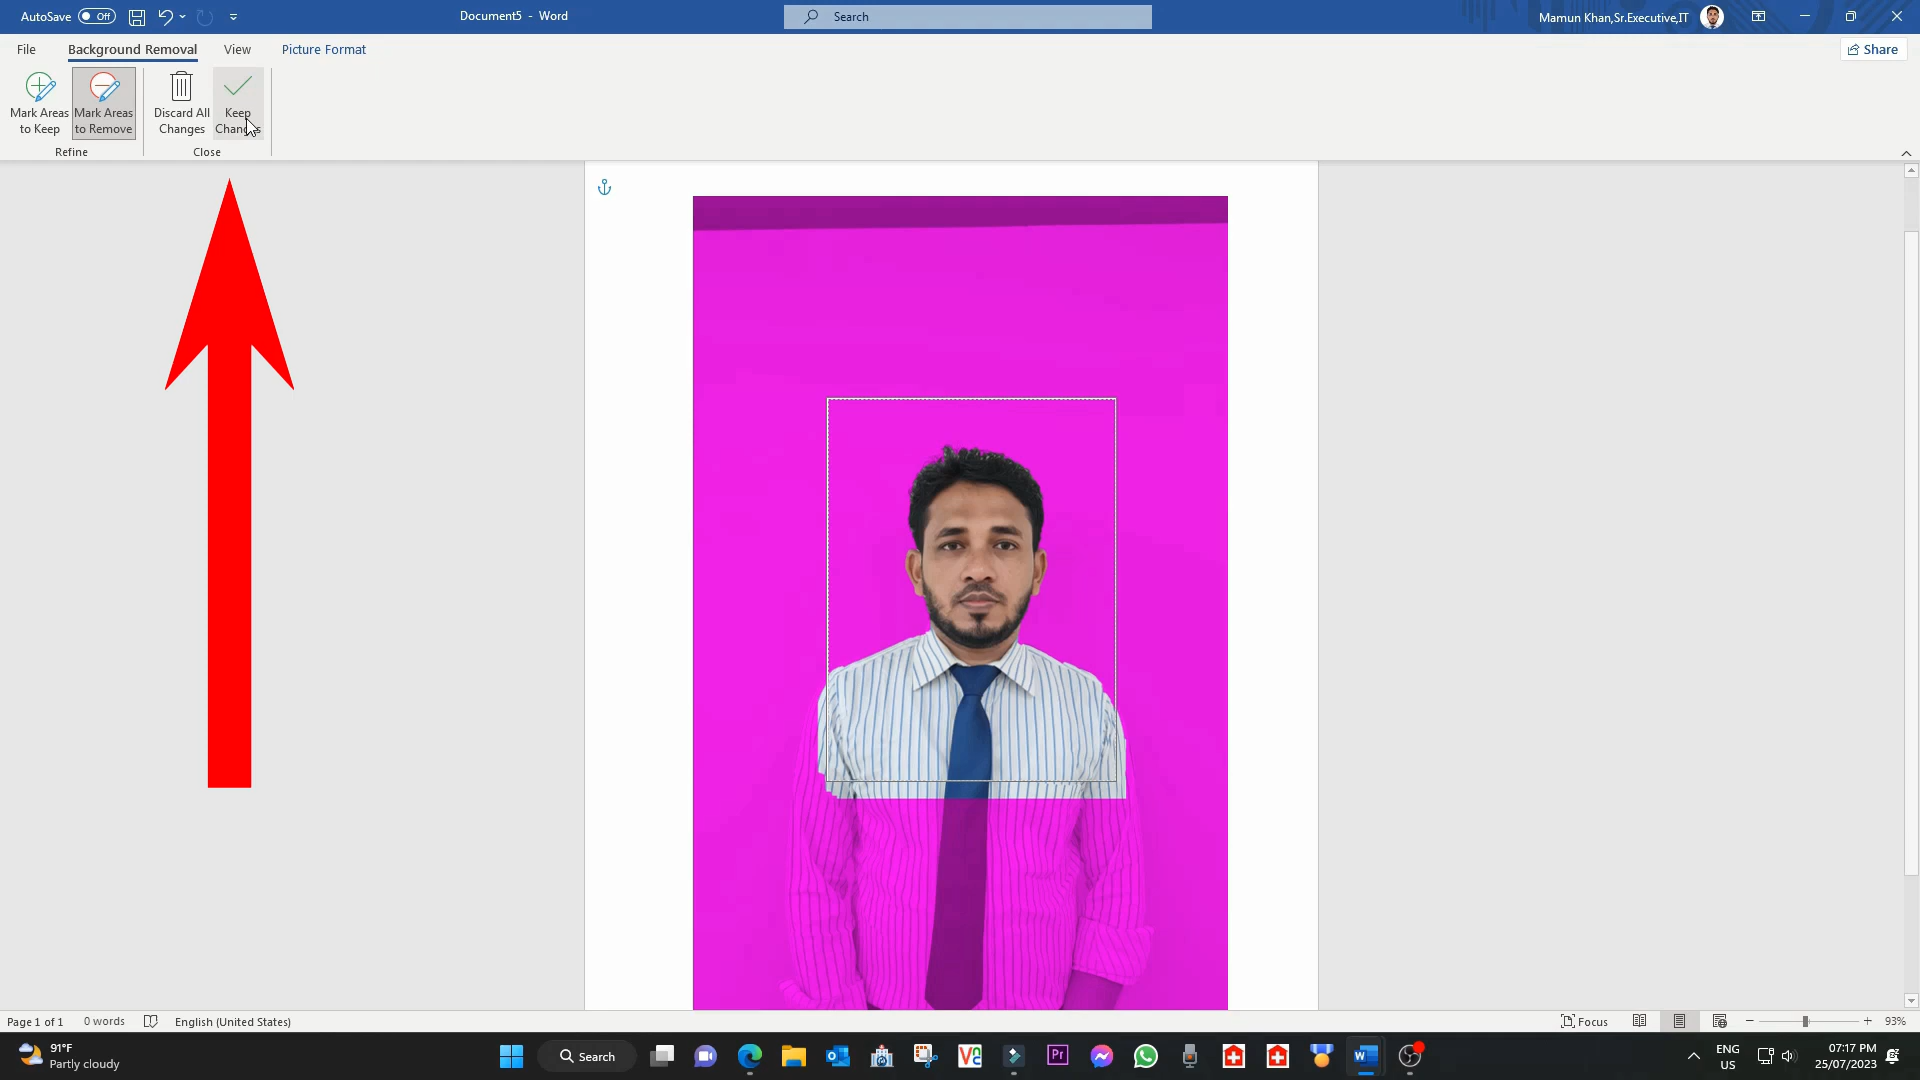 AutoSave Off
Document5 - Word
Search
Mamun Khan,Sr.Executive,IT
File
Background Removal
View
Picture Format
Share
Mark Areas
to Keep
Mark Areas
to Remove
Discard All
Changes
Keep
Changes
Refine
Close
Page 1 of 1
0 words
English (United States)
Focus
93%
91°F
Partly cloudy
Search
Pr
W
ENG
US
07:17 PM
25/07/2023